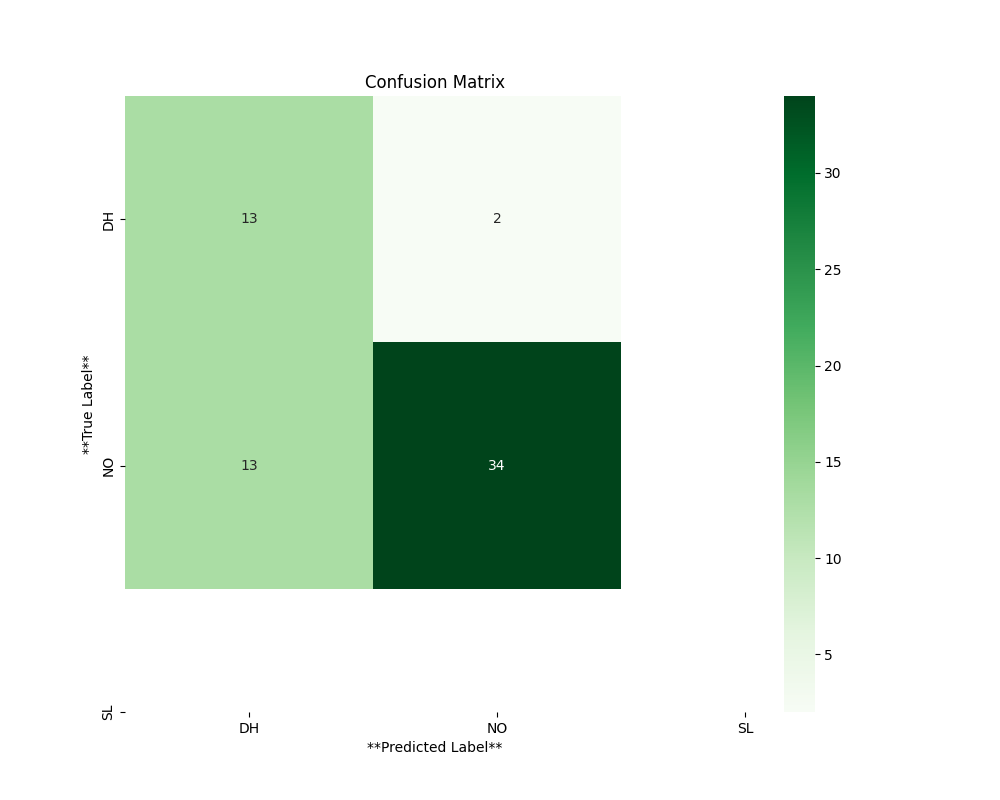 Confusion Matrix
DH
13
2
NO
13
34
SL
**True Label**
DH
NO
SL
**Predicted Label**
30
25
20
15
10
5